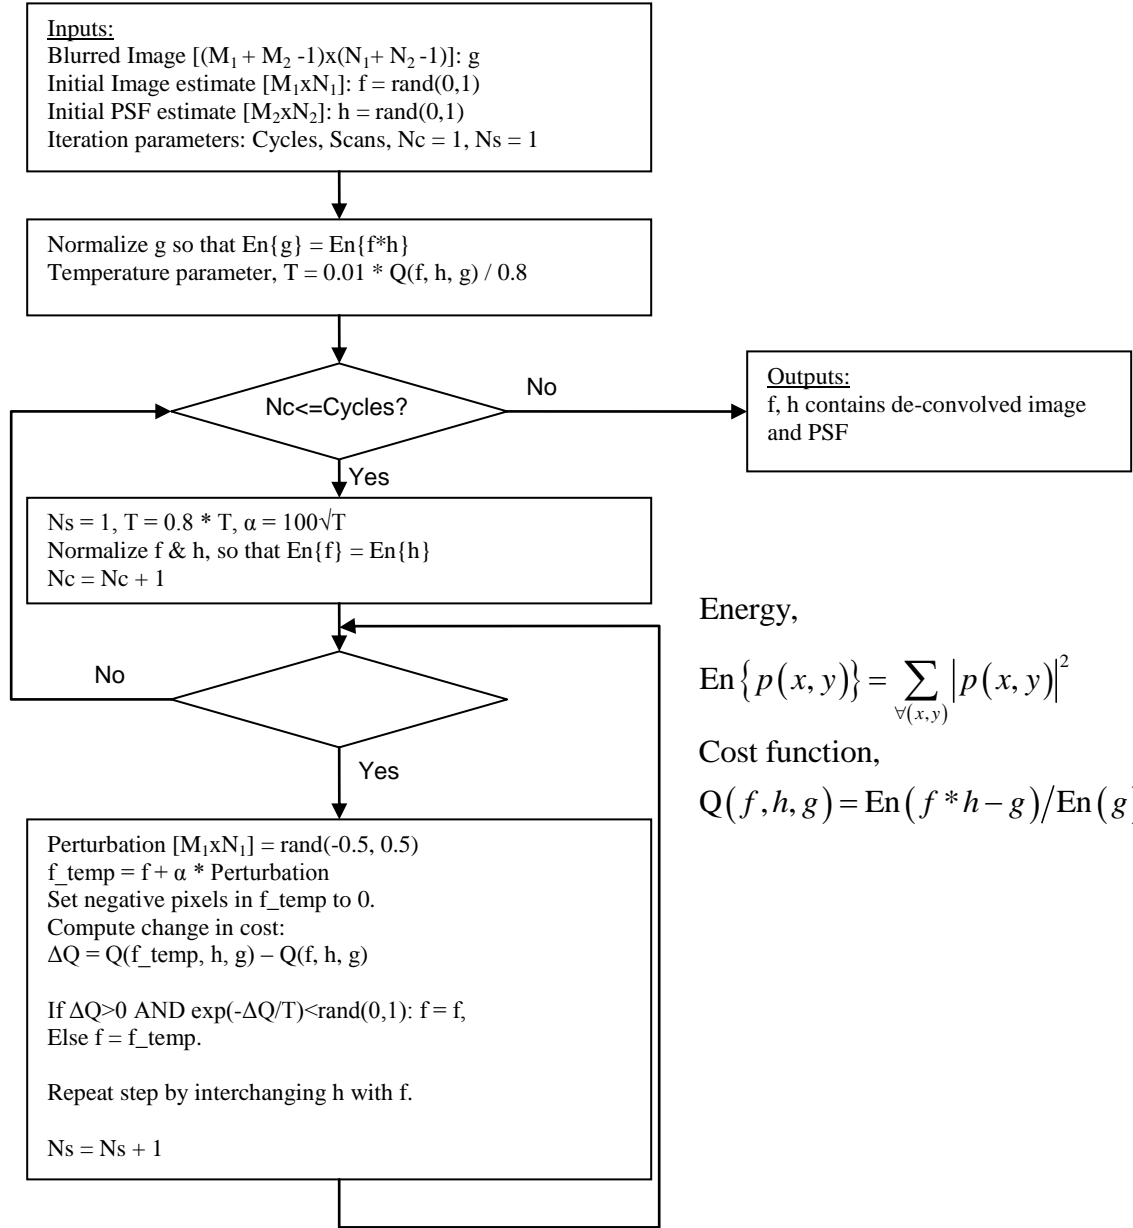 Inputs:
Blurred Image [(M₁ + M₂ -1)x(N₁+ N₂ -1)]: g
Initial Image estimate [M₁xN₁]: f = rand(0,1)
Initial PSF estimate [M₂xN₂]: h = rand(0,1)
Iteration parameters: Cycles, Scans, Nc = 1, Ns = 1
Normalize g so that En{g} = En{f*h}
Temperature parameter, T = 0.01 * Q(f, h, g) / 0.8
Nc<=Cycles?
No
Outputs:
f, h contains de-convolved image
and PSF
Yes
Ns = 1, T = 0.8 * T, α = 100√T
Normalize f & h, so that En{f} = En{h}
Nc = Nc + 1
No
Yes
Energy,
En{p(x, y)} = ∑∀(x,y) |p(x, y)|²
Cost function,
Q(f, h, g) = En(f * h − g)/En(g)
Perturbation [M₁xN₁] = rand(-0.5, 0.5)
f_temp = f + α * Perturbation
Set negative pixels in f_temp to 0.
Compute change in cost:
ΔQ = Q(f_temp, h, g) – Q(f, h, g)
If ΔQ>0 AND exp(-ΔQ/T)<rand(0,1): f = f,
Else f = f_temp.
Repeat step by interchanging h with f.
Ns = Ns + 1